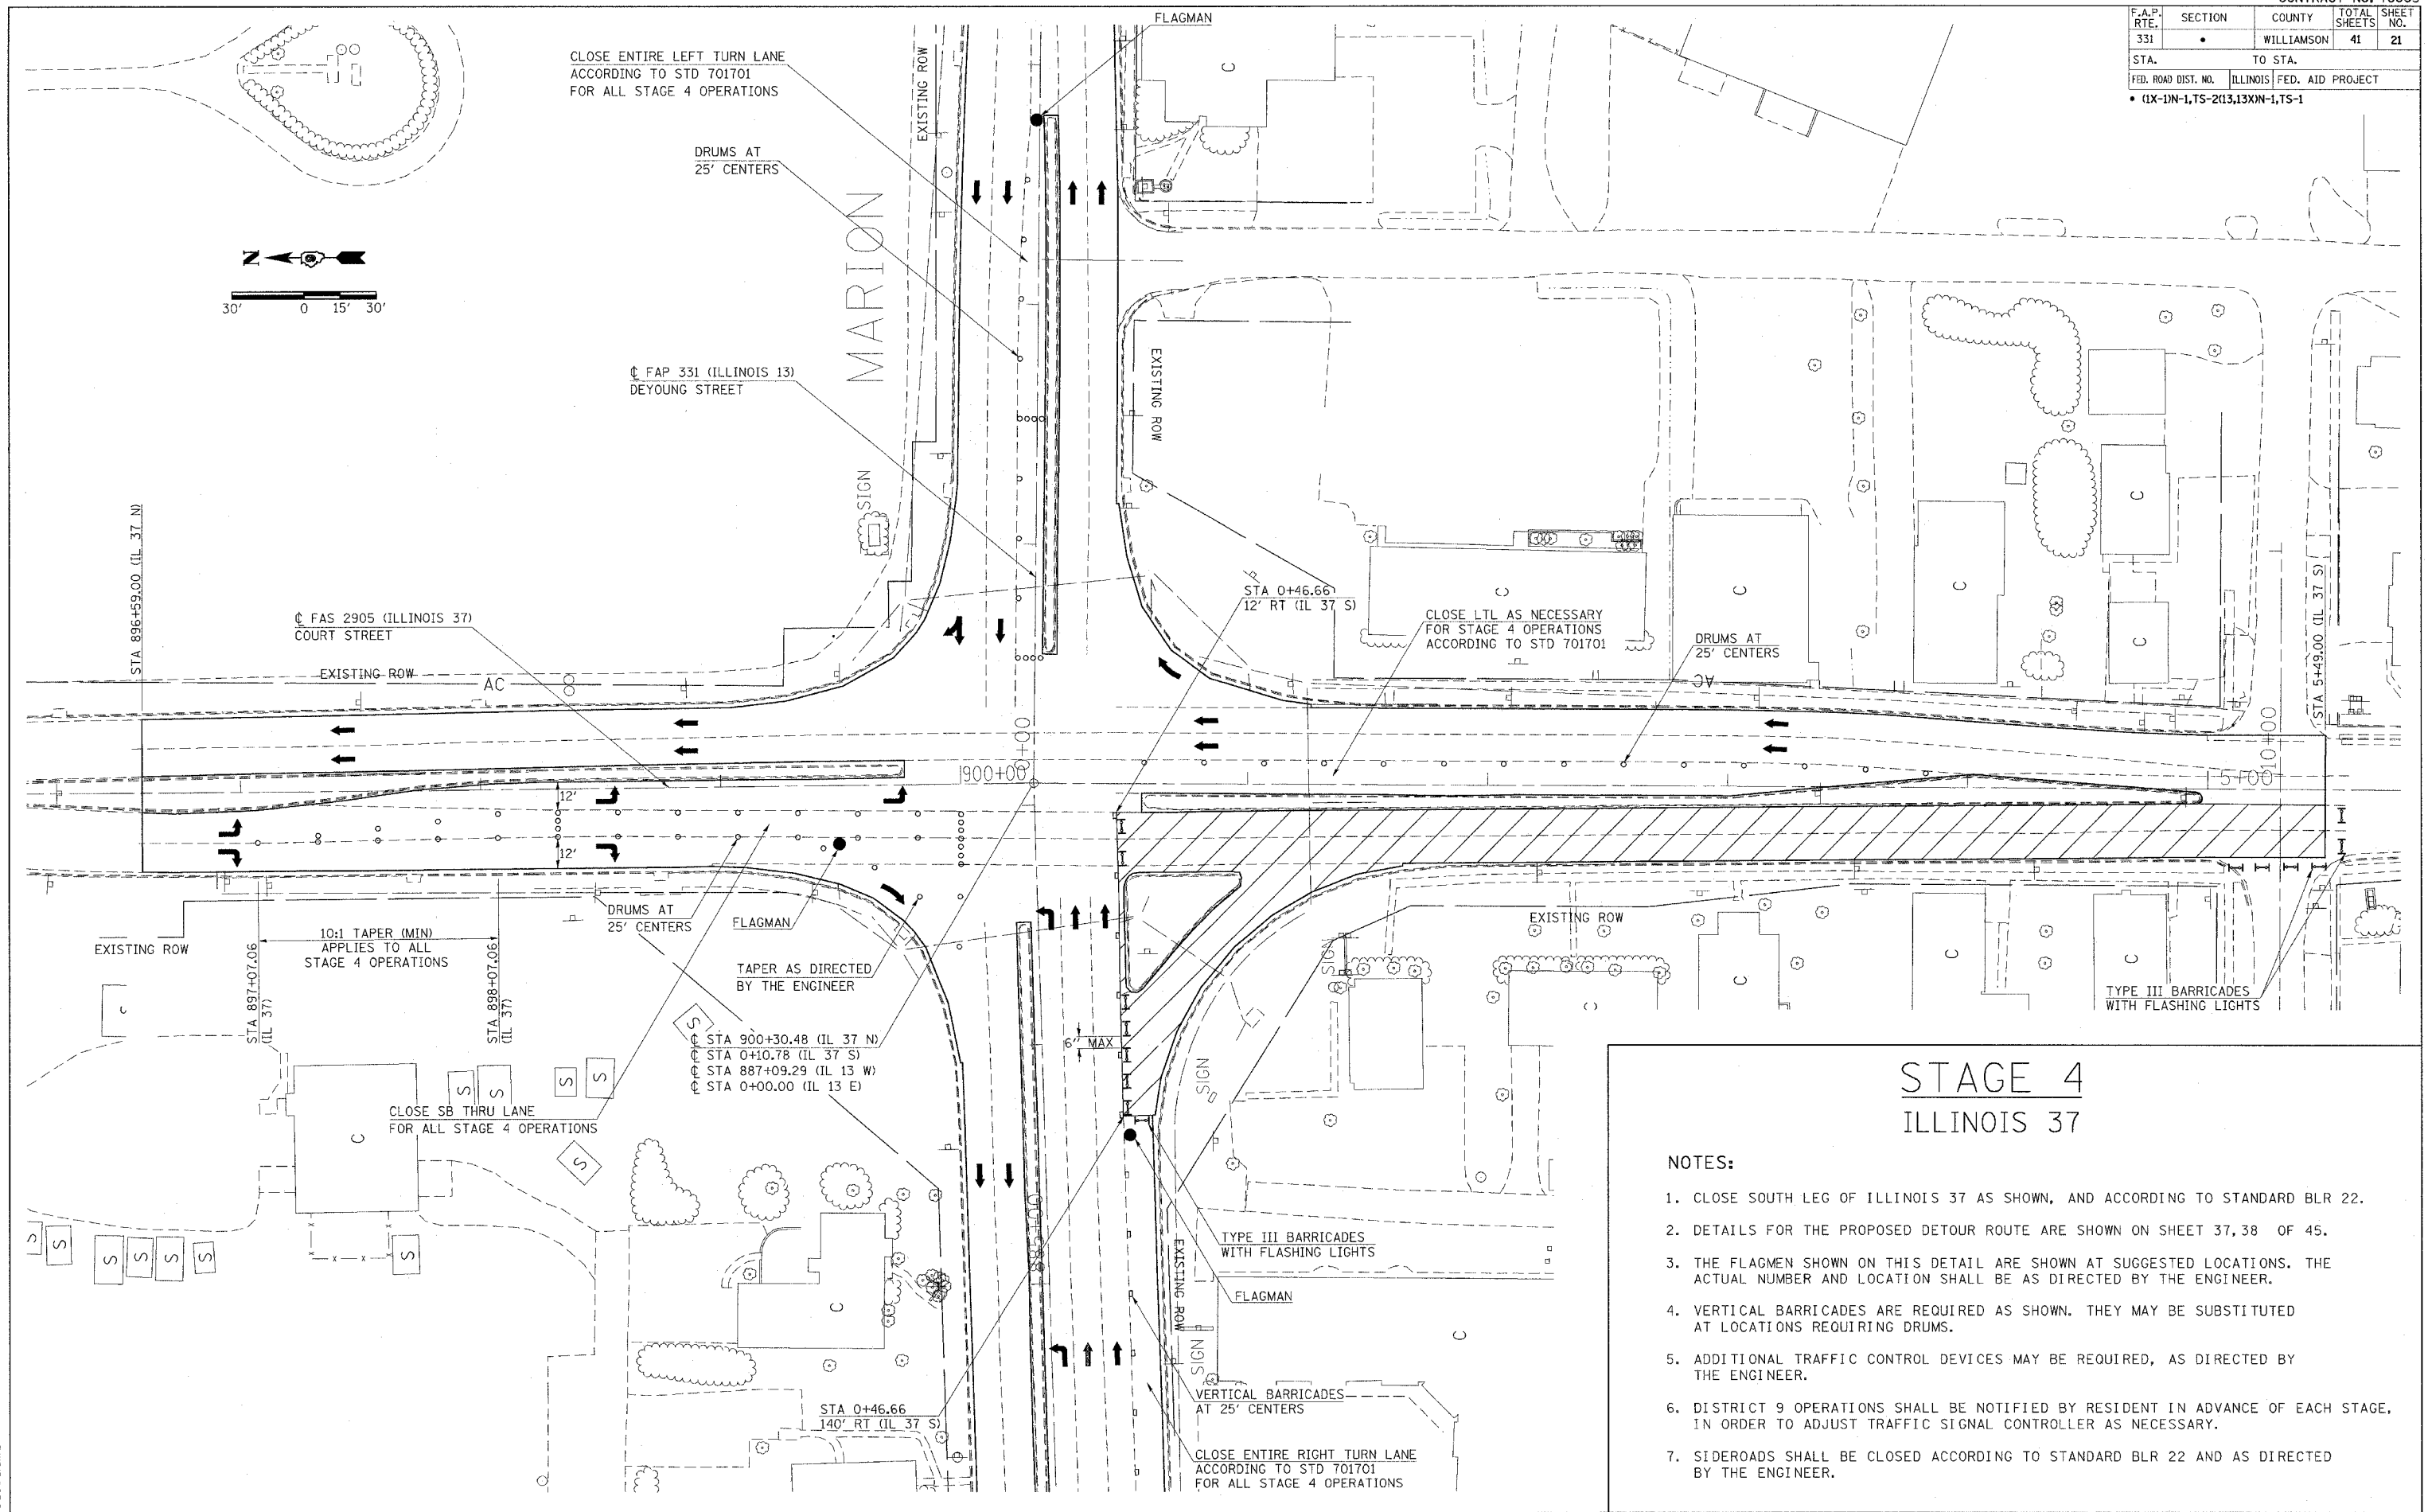 F.A.P. RTE. SECTION COUNTY TOTAL SHEETS SHEET NO.
331 • WILLIAMSON 41 21
STA. TO STA.
FED. ROAD DIST. NO. ILLINOIS FED. AID PROJECT
• (1X-1)N-1,TS-2(13,13X)N-1,TS-1
FLAGMAN
CLOSE ENTIRE LEFT TURN LANE
ACCORDING TO STD 701701
FOR ALL STAGE 4 OPERATIONS
EXISTING ROW
DRUMS AT
25' CENTERS
MARION
N
30' 0 15' 30'
℄ FAP 331 (ILLINOIS 13)
DEYOUNG STREET
EXISTING ROW
SIGN
STA 896+59.00 (IL 37 N)
℄ FAS 2905 (ILLINOIS 37)
COURT STREET
EXISTING ROW
AC
STA 0+46.66
12' RT (IL 37 S)
CLOSE LTL AS NECESSARY
FOR STAGE 4 OPERATIONS
ACCORDING TO STD 701701
DRUMS AT
25' CENTERS
AC
STA 5+49.00 (IL 37 S)
900+00
0+00
5+00
10+00
12'
12'
DRUMS AT
25' CENTERS
FLAGMAN
EXISTING ROW
10:1 TAPER (MIN)
APPLIES TO ALL
STAGE 4 OPERATIONS
STA 897+07.06
(IL 37)
STA 898+07.06
(IL 37)
TAPER AS DIRECTED
BY THE ENGINEER
℄ STA 900+30.48 (IL 37 N)
℄ STA 0+10.78 (IL 37 S)
℄ STA 887+09.29 (IL 13 W)
℄ STA 0+00.00 (IL 13 E)
CLOSE SB THRU LANE
FOR ALL STAGE 4 OPERATIONS
6' MAX
EXISTING ROW
SIGN
SIGN
TYPE III BARRICADES
WITH FLASHING LIGHTS
TYPE III BARRICADES
WITH FLASHING LIGHTS
FLAGMAN
EXISTING ROW
SIGN
VERTICAL BARRICADES
AT 25' CENTERS
STA 0+46.66
140' RT (IL 37 S)
CLOSE ENTIRE RIGHT TURN LANE
ACCORDING TO STD 701701
FOR ALL STAGE 4 OPERATIONS
STAGE 4
ILLINOIS 37
NOTES:
1. CLOSE SOUTH LEG OF ILLINOIS 37 AS SHOWN, AND ACCORDING TO STANDARD BLR 22.
2. DETAILS FOR THE PROPOSED DETOUR ROUTE ARE SHOWN ON SHEET 37,38 OF 45.
3. THE FLAGMEN SHOWN ON THIS DETAIL ARE SHOWN AT SUGGESTED LOCATIONS. THE
ACTUAL NUMBER AND LOCATION SHALL BE AS DIRECTED BY THE ENGINEER.
4. VERTICAL BARRICADES ARE REQUIRED AS SHOWN. THEY MAY BE SUBSTITUTED
AT LOCATIONS REQUIRING DRUMS.
5. ADDITIONAL TRAFFIC CONTROL DEVICES MAY BE REQUIRED, AS DIRECTED BY
THE ENGINEER.
6. DISTRICT 9 OPERATIONS SHALL BE NOTIFIED BY RESIDENT IN ADVANCE OF EACH STAGE,
IN ORDER TO ADJUST TRAFFIC SIGNAL CONTROLLER AS NECESSARY.
7. SIDEROADS SHALL BE CLOSED ACCORDING TO STANDARD BLR 22 AND AS DIRECTED
BY THE ENGINEER.